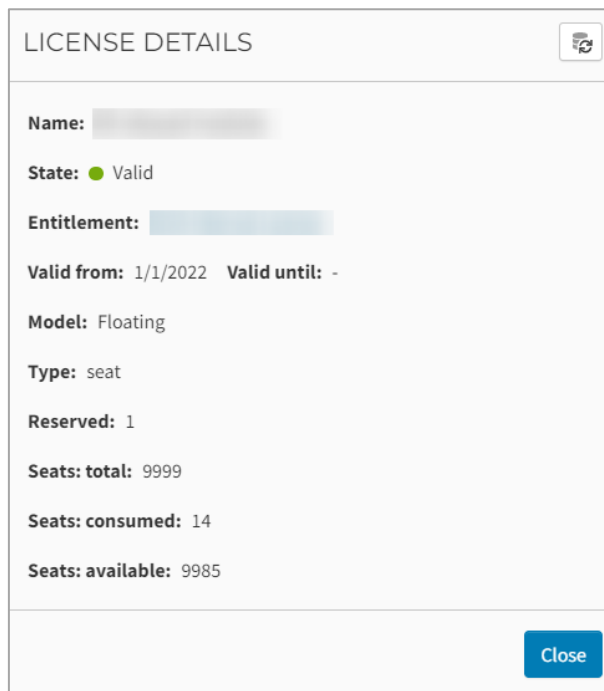 LICENSE DETAILS
Name:
State: Valid
Entitlement:
Valid from: 1/1/2022 Valid until: -
Model: Floating
Type: seat
Reserved: 1
Seats: total: 9999
Seats: consumed: 14
Seats: available: 9985
Close